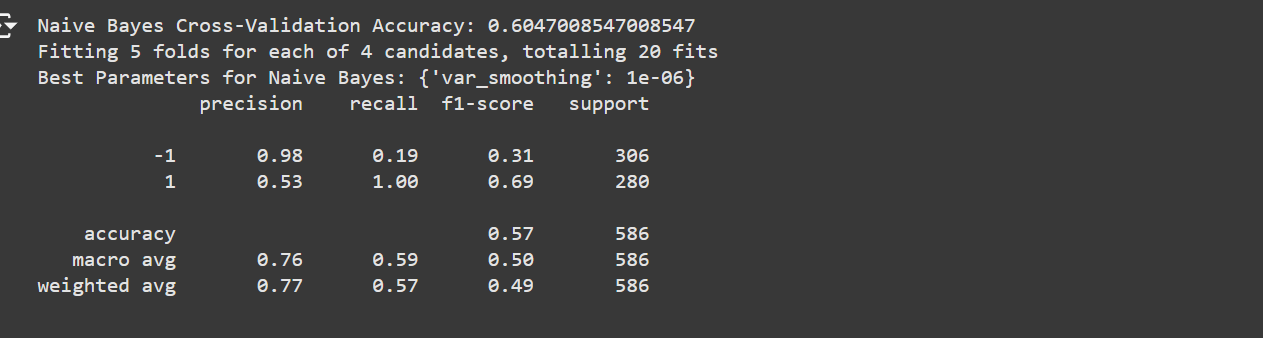 Naive Bayes Cross-Validation Accuracy: 0.6047008547008547
Fitting 5 folds for each of 4 candidates, totalling 20 fits
Best Parameters for Naive Bayes: {'var_smoothing': 1e-06}
precision recall f1-score support
-1 0.98 0.19 0.31 306
1 0.53 1.00 0.69 280
accuracy 0.57 586
macro avg 0.76 0.59 0.50 586
weighted avg 0.77 0.57 0.49 586